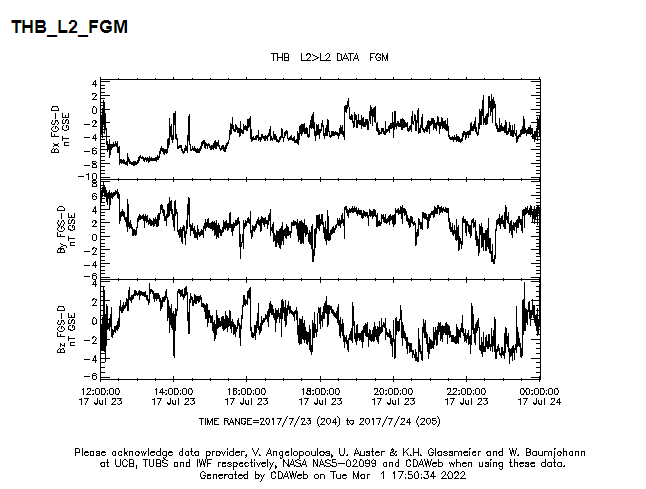 THB_L2_FGM
THB L2>L2 DATA FGM
4
2
0
-2
-4
-6
-8
-10
Bx FGS-D
nT GSE
8
6
4
2
0
-2
-4
-6
By FGS-D
nT GSE
4
2
0
-2
-4
-6
Bz FGS-D
nT GSE
12:00:00 14:00:00 16:00:00 18:00:00 20:00:00 22:00:00 00:00:00
17 Jul 23 17 Jul 23 17 Jul 23 17 Jul 23 17 Jul 23 17 Jul 23 17 Jul 24
TIME RANGE=2017/7/23 (204) to 2017/7/24 (205)
Please acknowledge data provider, V. Angelopoulos, U. Auster & K.H. Glassmeier and W. Baumjohann
at UCB, TUBS and IWF respectively, NASA NAS5-02099 and CDAWeb when using these data.
Generated by CDAWeb on Tue Mar 1 17:50:34 2022